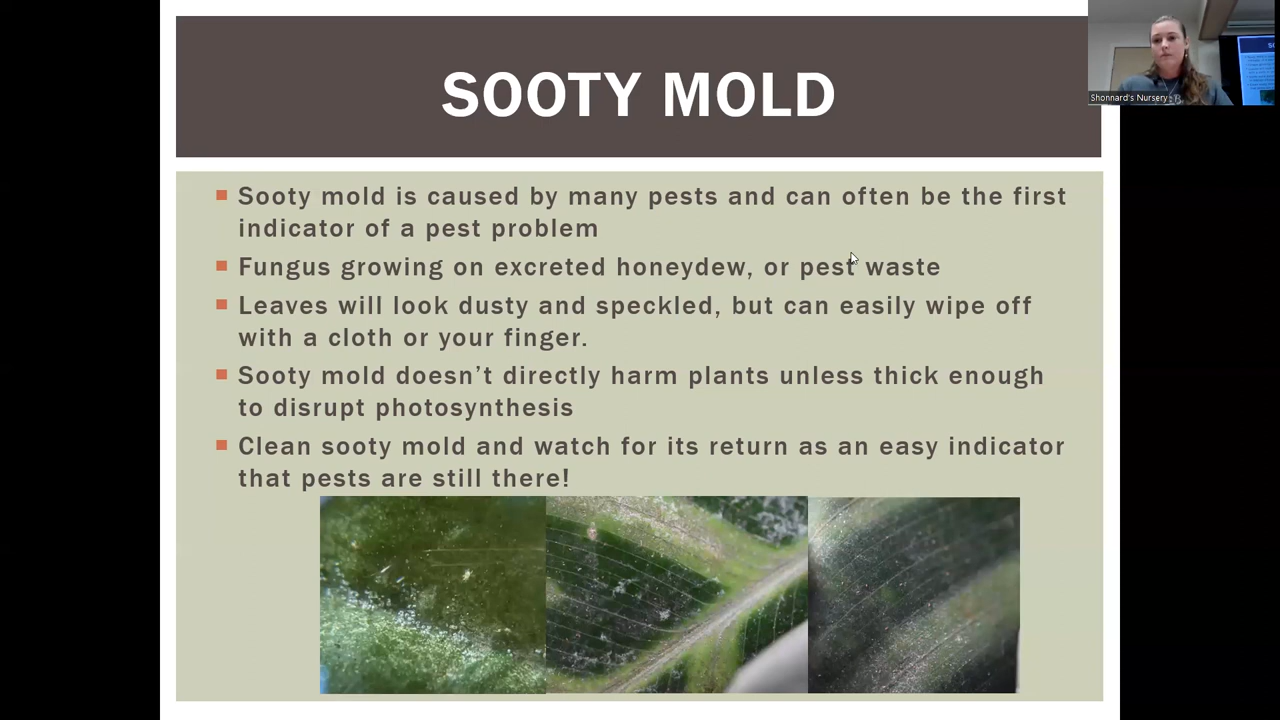 SOOTY MOLD
Shonnard's Nursery
Sooty mold is caused by many pests and can often be the first
indicator of a pest problem
Fungus growing on excreted honeydew, or pest waste
Leaves will look dusty and speckled, but can easily wipe off
with a cloth or your finger.
Sooty mold doesn’t directly harm plants unless thick enough
to disrupt photosynthesis
Clean sooty mold and watch for its return as an easy indicator
that pests are still there!